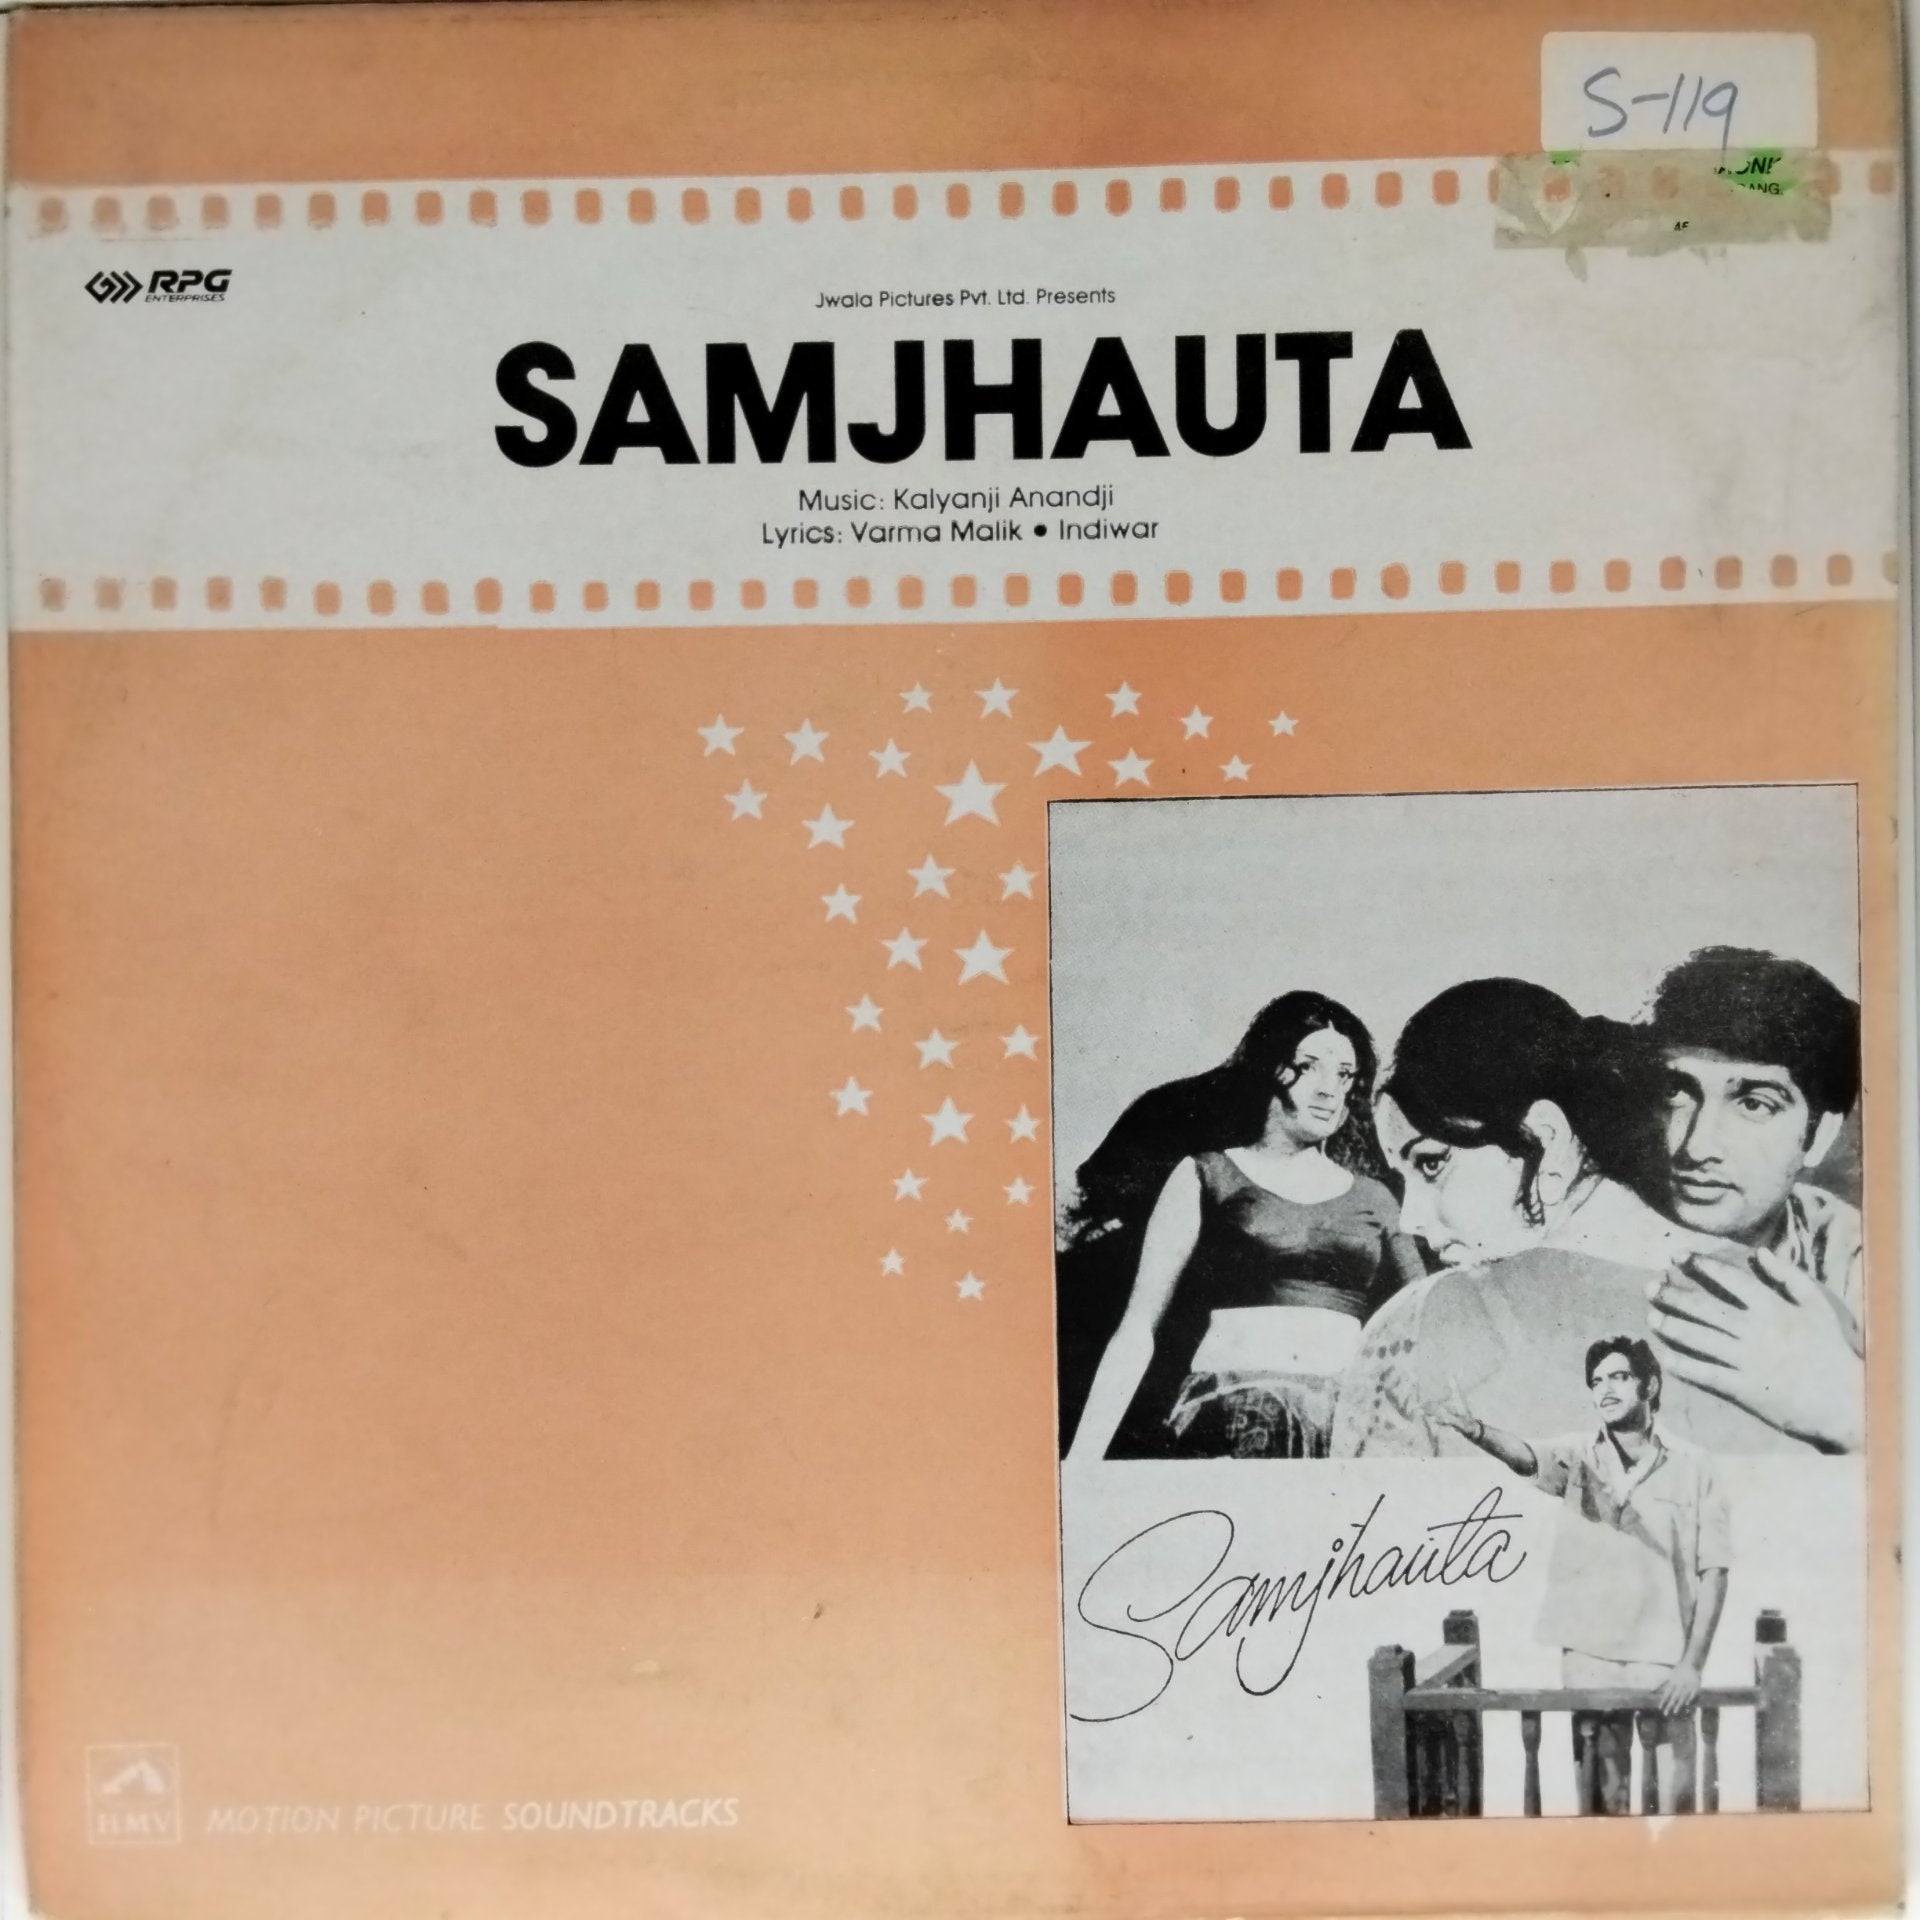 S-119
RPG
ENTERPRISES
Jwala Pictures Pvt. Ltd. Presents
SAMJHAUTA
Music: Kalyanji Anandji
Lyrics: Varma Malik • Indiwar
Samjhauta
HMV
MOTION PICTURE SOUNDTRACKS